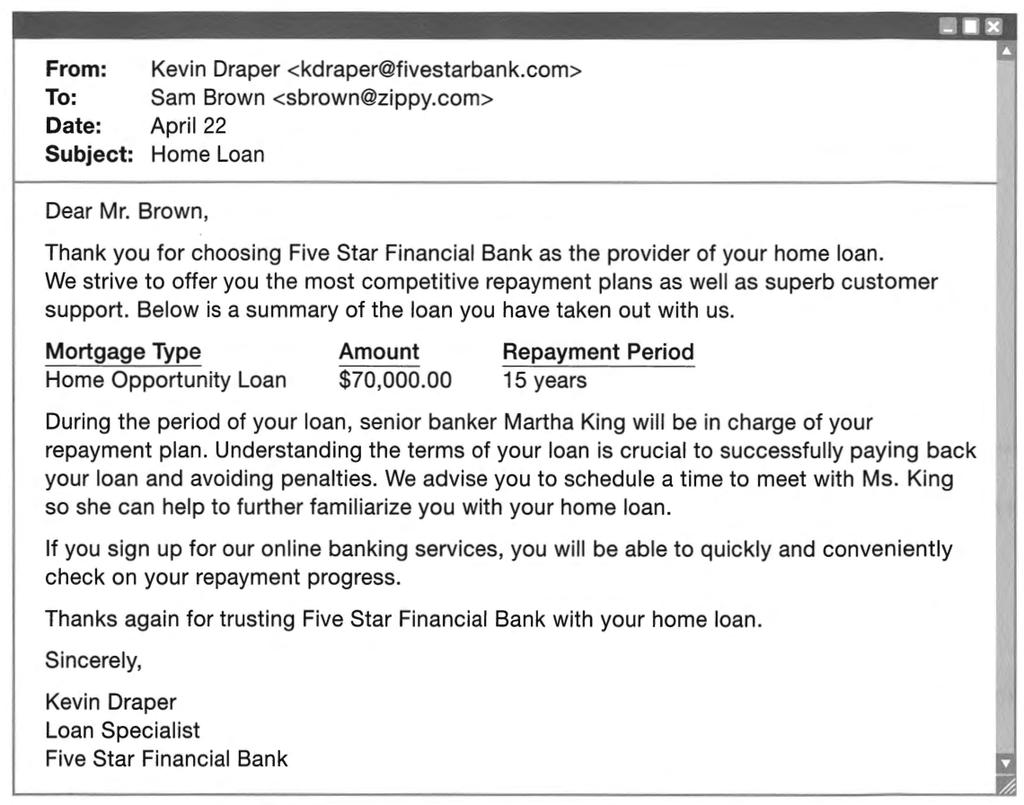 From: Kevin Draper <kdraper@fivestarbank.com>
To: Sam Brown <sbrown@zippy.com>
Date: April 22
Subject: Home Loan
Dear Mr. Brown,
Thank you for choosing Five Star Financial Bank as the provider of your home loan.
We strive to offer you the most competitive repayment plans as well as superb customer
support. Below is a summary of the loan you have taken out with us.
Mortgage Type Amount Repayment Period
Home Opportunity Loan $70,000.00 15 years
During the period of your loan, senior banker Martha King will be in charge of your
repayment plan. Understanding the terms of your loan is crucial to successfully paying back
your loan and avoiding penalties. We advise you to schedule a time to meet with Ms. King
so she can help to further familiarize you with your home loan.
If you sign up for our online banking services, you will be able to quickly and conveniently
check on your repayment progress.
Thanks again for trusting Five Star Financial Bank with your home loan.
Sincerely,
Kevin Draper
Loan Specialist
Five Star Financial Bank